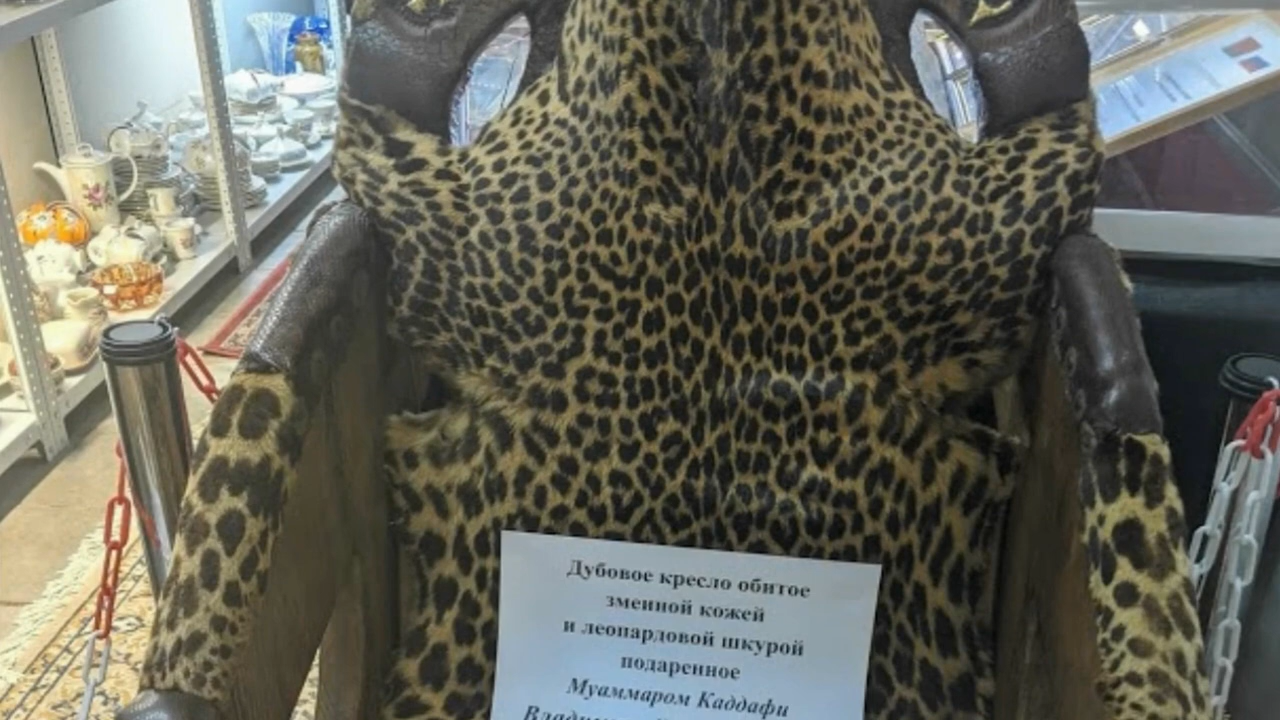 Дубовое кресло обитое
змеиной кожей
и леопардовой шкурой
подаренное
Муаммаром Каддафи